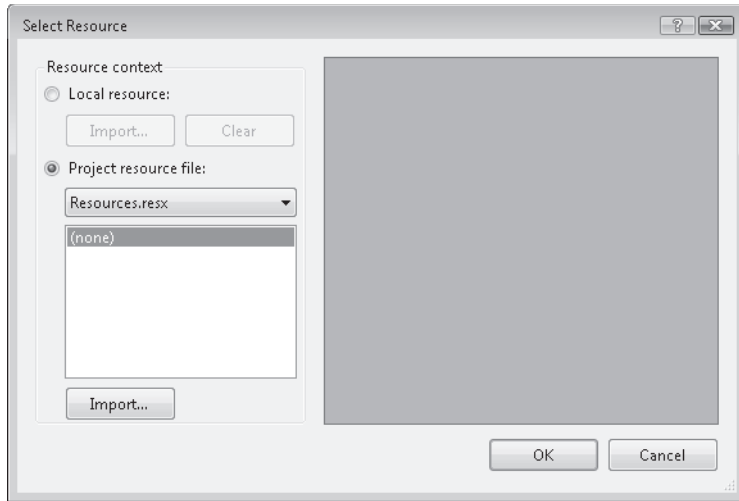 Select Resource
?
Resource context
Local resource:
Import... Clear
Project resource file:
Resources.resx
(none)
Import...
OK Cancel